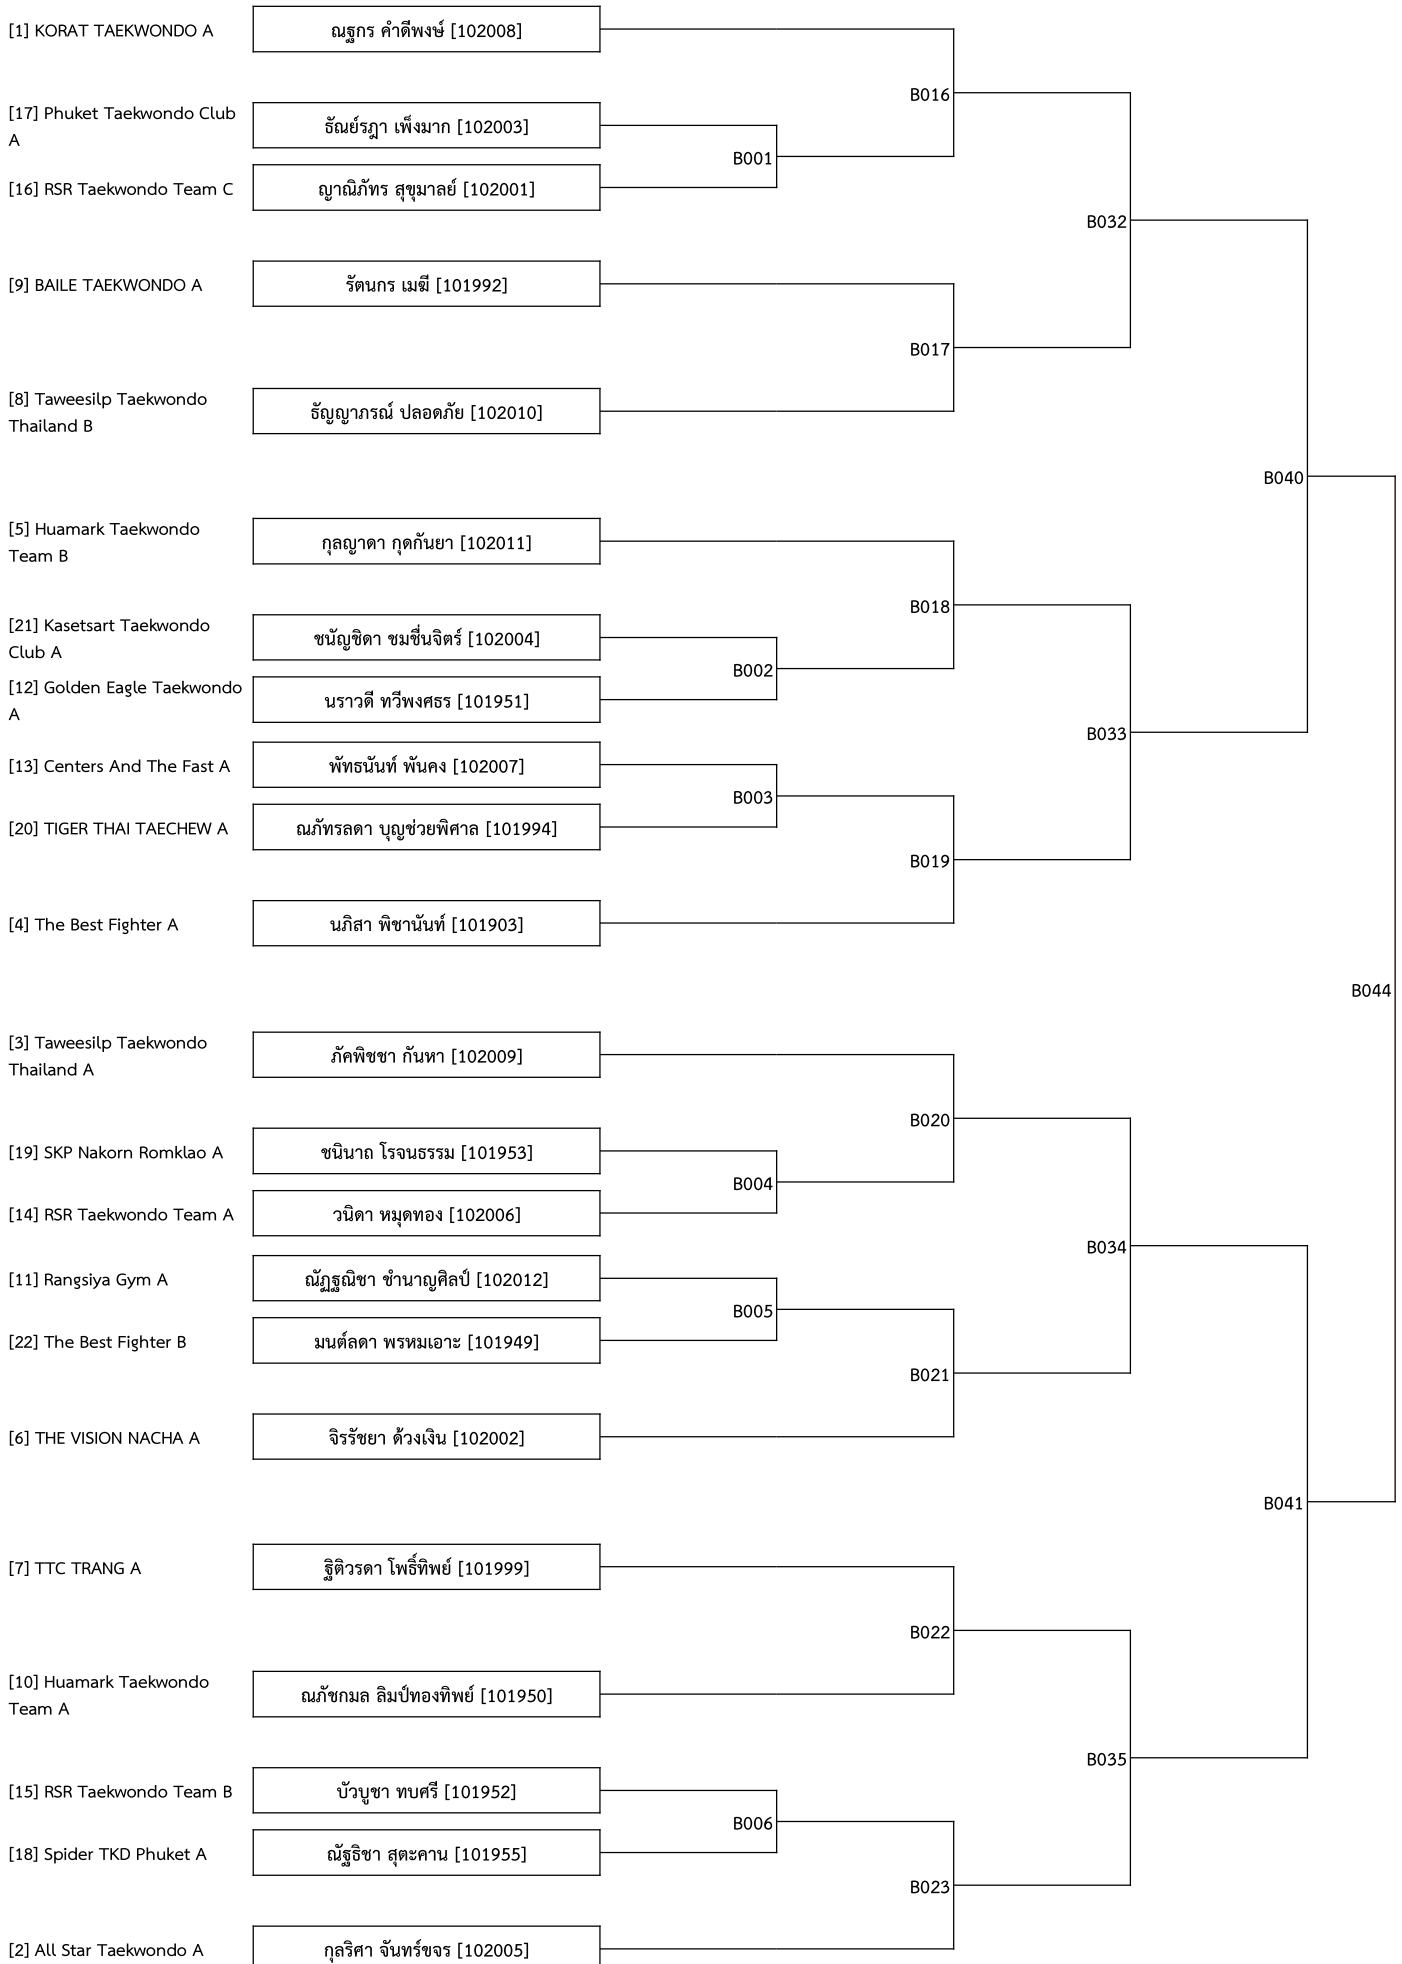 [1] KORAT TAEKWONDO A
ณฐกร คำดีพงษ์ [102008]
B016
[17] Phuket Taekwondo Club
A
ธัณย์รฎา เพ็งมาก [102003]
B001
[16] RSR Taekwondo Team C
ญาณิภัทร สุขุมาลย์ [102001]
B032
[9] BAILE TAEKWONDO A
รัตนกร เมฆี [101992]
B017
[8] Taweesilp Taekwondo
Thailand B
ธัญญาภรณ์ ปลอดภัย [102010]
B040
[5] Huamark Taekwondo
Team B
กุลญาดา กุดกันยา [102011]
B018
[21] Kasetsart Taekwondo
Club A
ชนัญชิดา ชมชื่นจิตร์ [102004]
B002
[12] Golden Eagle Taekwondo
A
นราวดี ทวีพงศธร [101951]
B033
[13] Centers And The Fast A
พัทธนันท์ พันคง [102007]
B003
[20] TIGER THAI TAECHEW A
ณภัทรลดา บุญช่วยพิศาล [101994]
B019
[4] The Best Fighter A
นภิสา พิชานันท์ [101903]
B044
[3] Taweesilp Taekwondo
Thailand A
ภัคพิชชา กันหา [102009]
B020
[19] SKP Nakorn Romklao A
ชนินาถ โรจนธรรม [101953]
B004
[14] RSR Taekwondo Team A
วนิดา หมุดทอง [102006]
B034
[11] Rangsiya Gym A
ณัฏฐณิชา ชำนาญศิลป์ [102012]
B005
[22] The Best Fighter B
มนต์ลดา พรหมเอาะ [101949]
B021
[6] THE VISION NACHA A
จิรรัชยา ด้วงเงิน [102002]
B041
[7] TTC TRANG A
ฐิติวรดา โพธิ์ทิพย์ [101999]
B022
[10] Huamark Taekwondo
Team A
ณภัชกมล ลิมป์ทองทิพย์ [101950]
B035
[15] RSR Taekwondo Team B
บัวบูชา ทบศรี [101952]
B006
[18] Spider TKD Phuket A
ณัฐธิชา สุตะคาน [101955]
B023
[2] All Star Taekwondo A
กุลริศา จันทร์ขจร [102005]